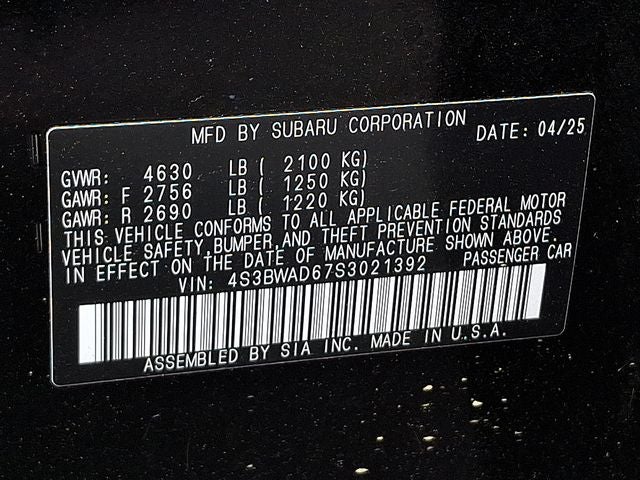 MFD BY SUBARU CORPORATION DATE: 04/25
GVWR: 4630 LB ( 2100 KG)
GAWR: F 2756 LB ( 1250 KG)
GAWR: R 2690 LB ( 1220 KG)
THIS VEHICLE CONFORMS TO ALL APPLICABLE FEDERAL MOTOR
VEHICLE SAFETY,BUMPER,AND THEFT PREVENTION STANDARDS
IN EFFECT ON THE DATE OF MANUFACTURE SHOWN ABOVE.
VIN: 4S3BWAD67S3021392 PASSENGER CAR
ASSEMBLED BY SIA INC. MADE IN U.S.A.